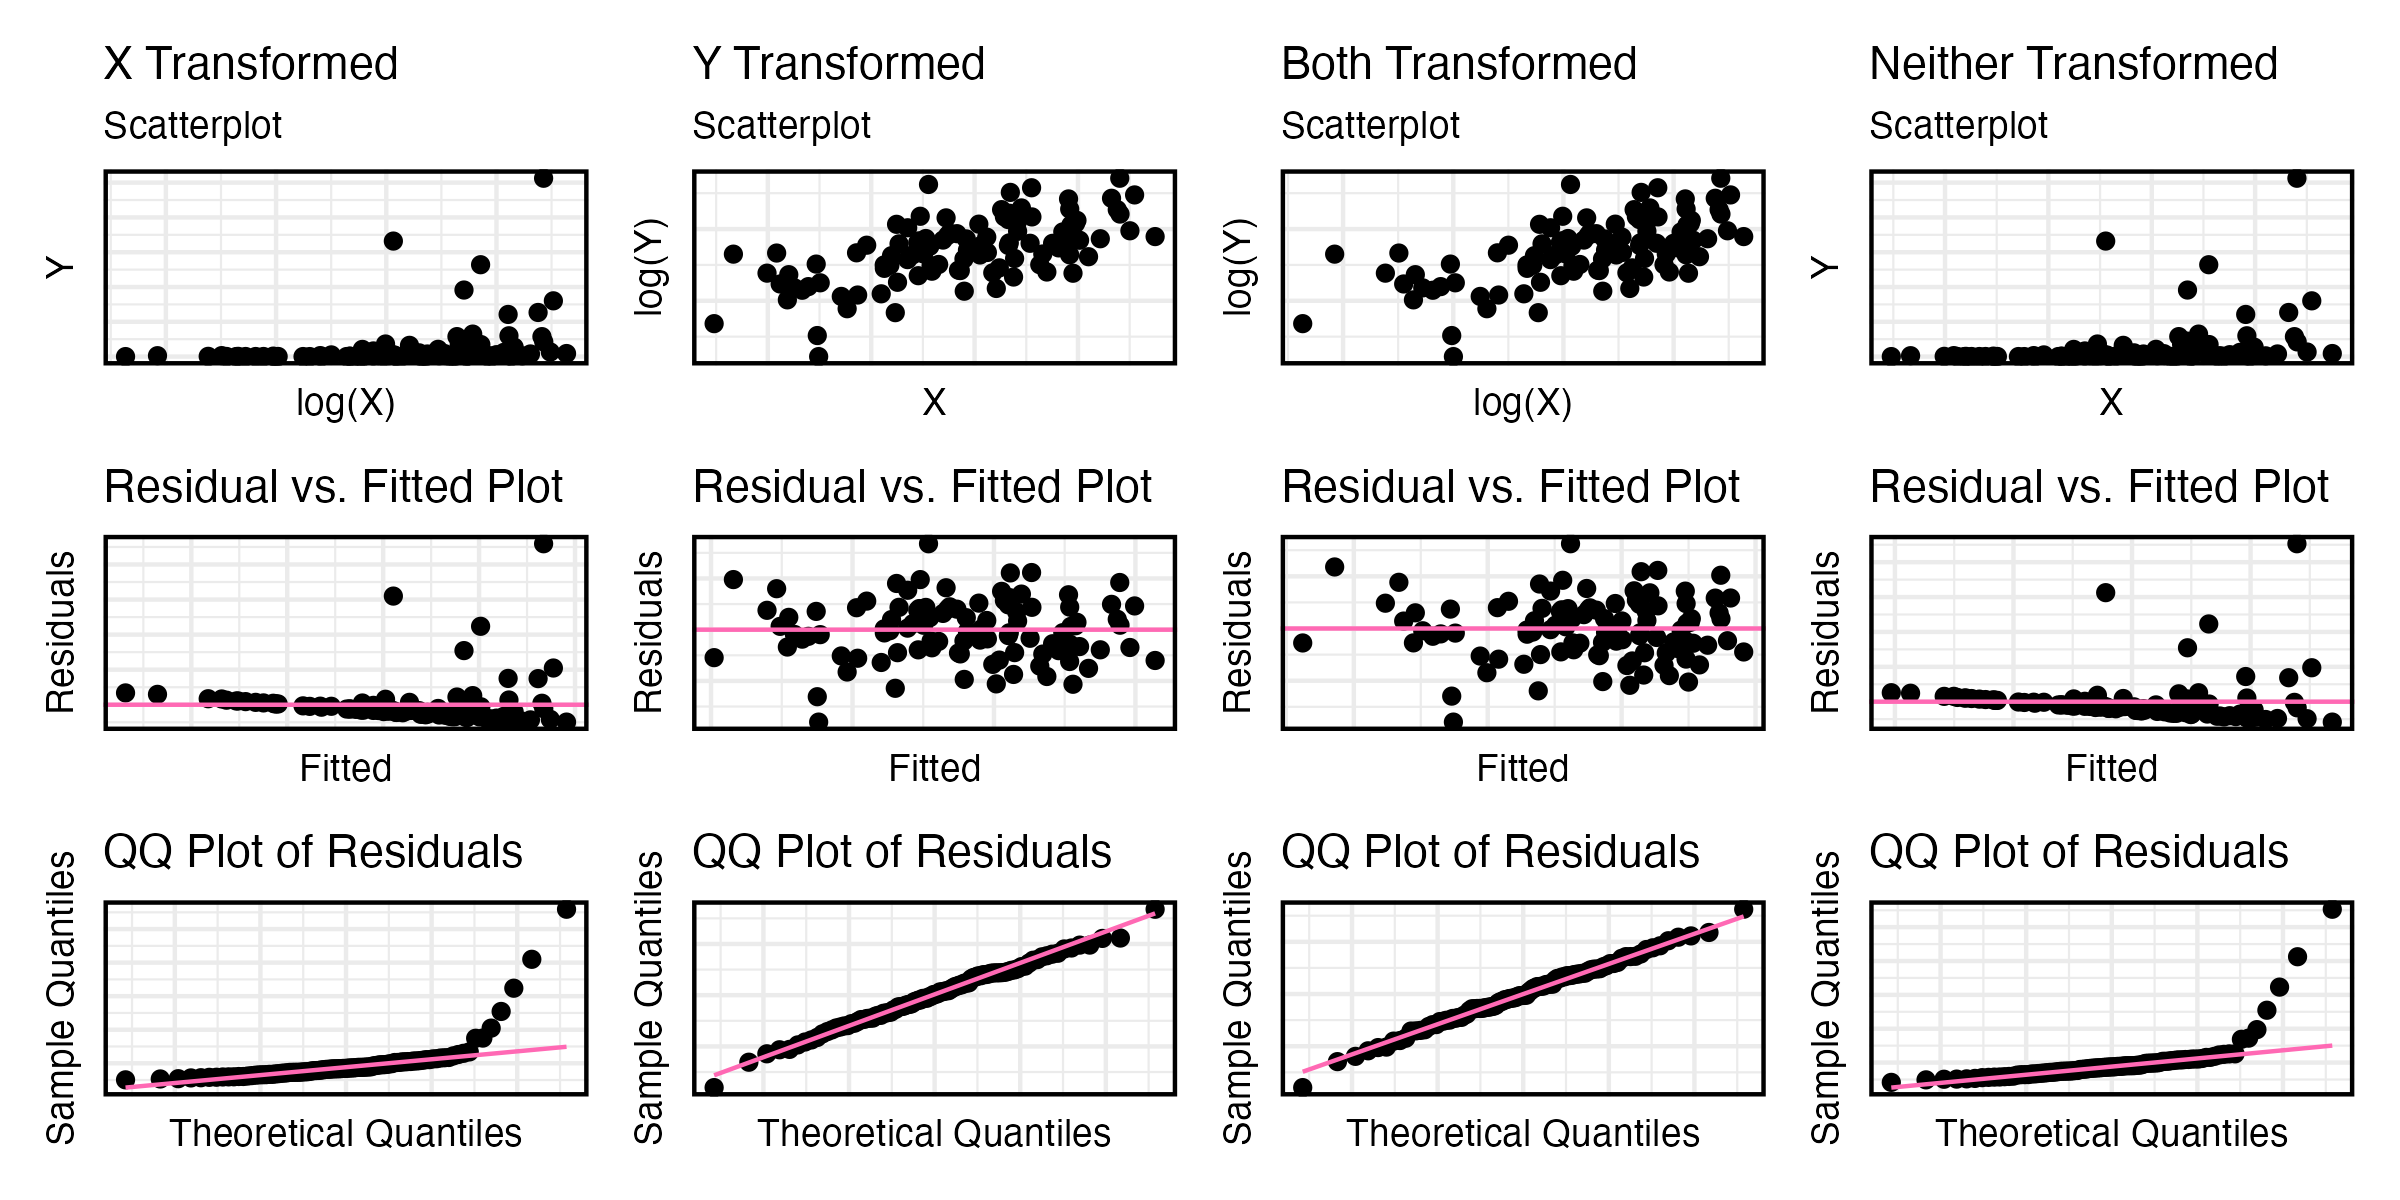 X Transformed
Scatterplot
Y
log(X)
Residual vs. Fitted Plot
Residuals
Fitted
QQ Plot of Residuals
Sample Quantiles
Theoretical Quantiles
Y Transformed
Scatterplot
log(Y)
X
Residual vs. Fitted Plot
Residuals
Fitted
QQ Plot of Residuals
Sample Quantiles
Theoretical Quantiles
Both Transformed
Scatterplot
log(Y)
log(X)
Residual vs. Fitted Plot
Residuals
Fitted
QQ Plot of Residuals
Sample Quantiles
Theoretical Quantiles
Neither Transformed
Scatterplot
Y
X
Residual vs. Fitted Plot
Residuals
Fitted
QQ Plot of Residuals
Sample Quantiles
Theoretical Quantiles